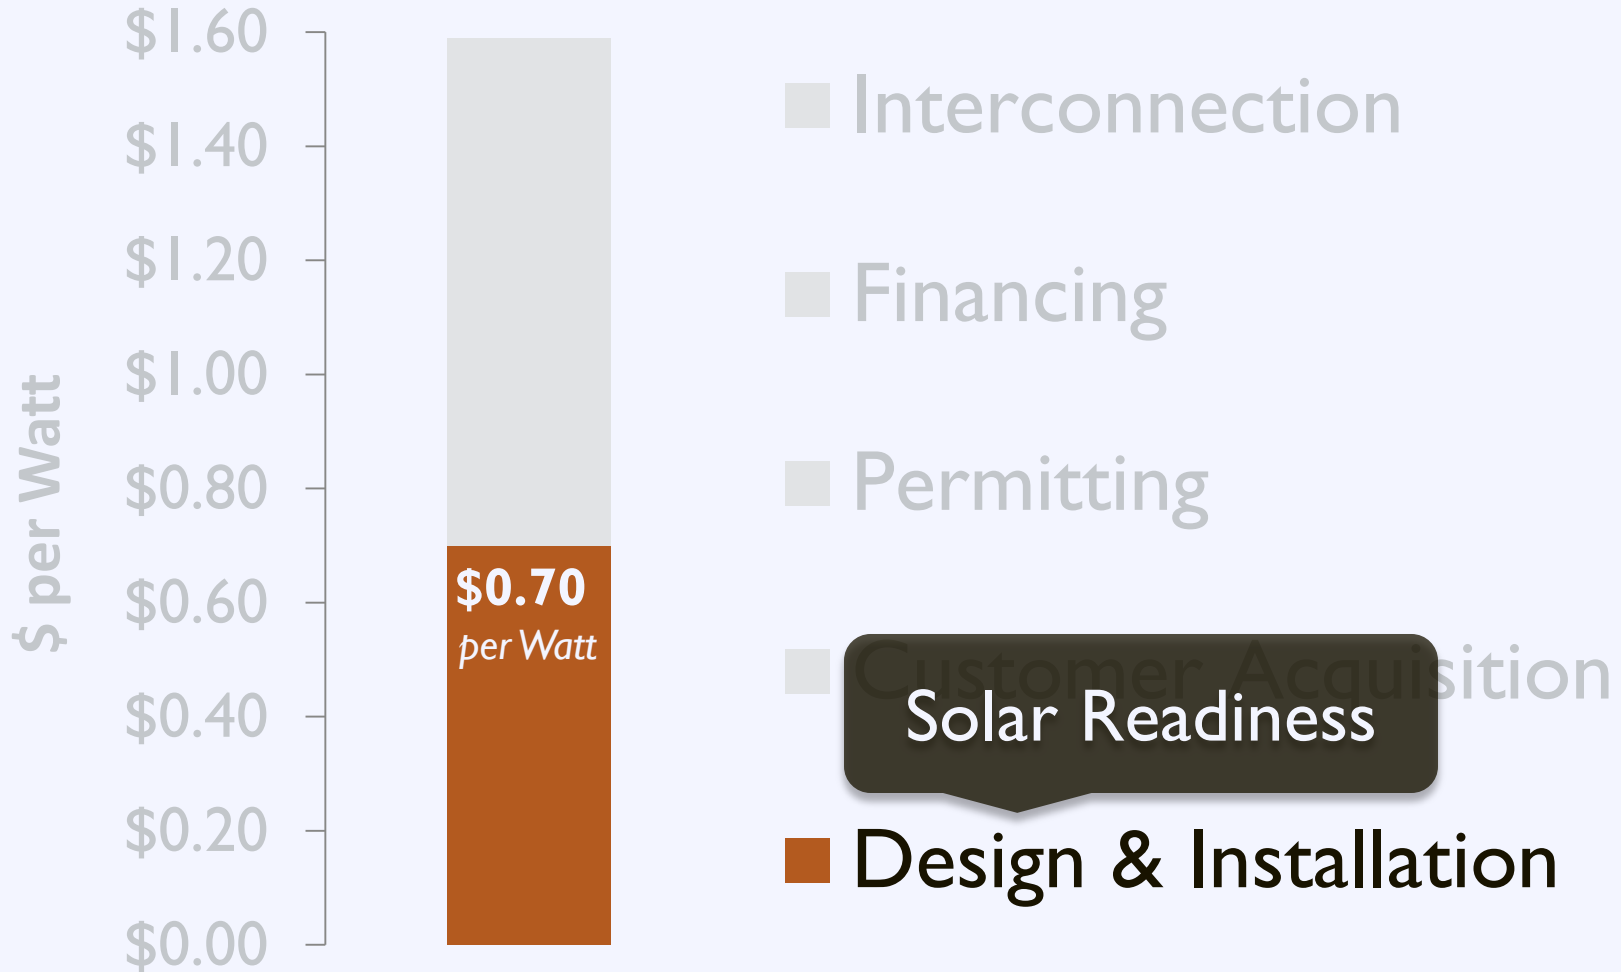 $ per Watt
$1.60
$1.40
$1.20
$1.00
$0.80
$0.60
$0.40
$0.20
$0.00
$0.70
per Watt
Interconnection
Financing
Permitting
Customer Acquisition
Solar Readiness
Design & Installation